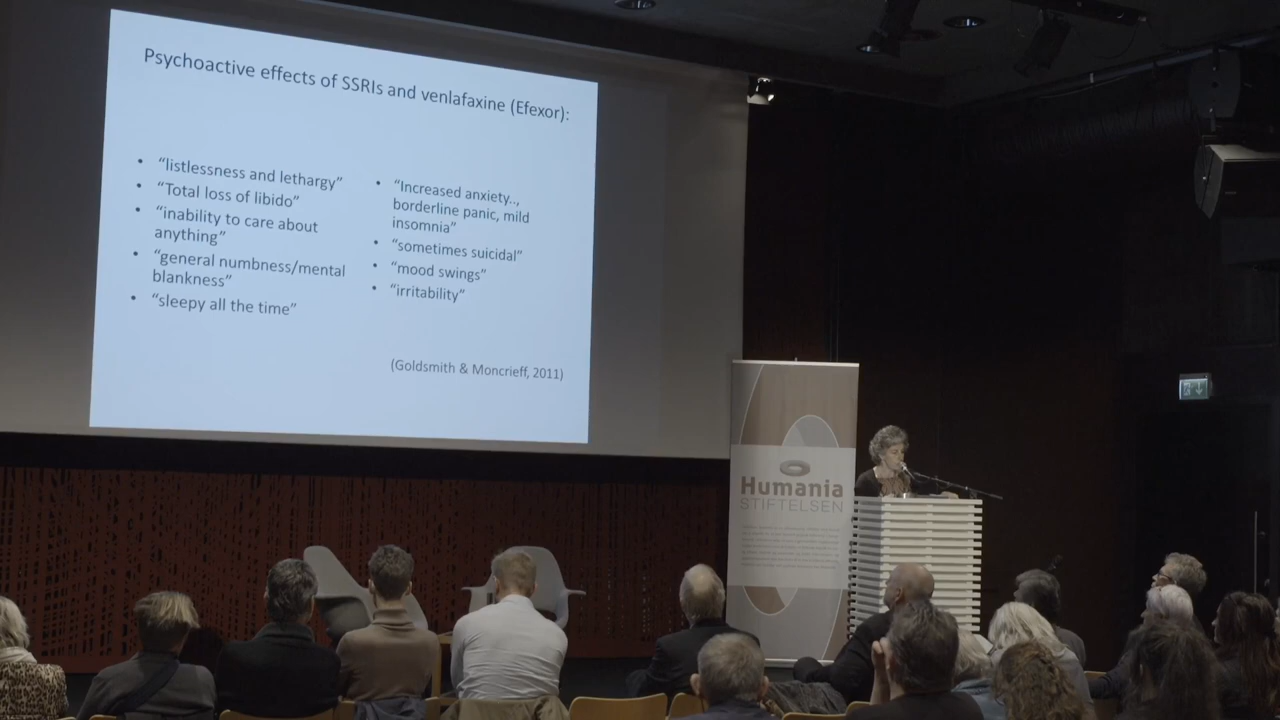 Psychoactive effects of SSRIs and venlafaxine (Efexor):
• “listlessness and lethargy”
• “Total loss of libido”
• “inability to care about
anything”
• “general numbness/mental
blankness”
• “sleepy all the time”
• “Increased anxiety..,
borderline panic, mild
insomnia”
• “sometimes suicidal”
• “mood swings”
• “irritability”
(Goldsmith & Moncrieff, 2011)
Humania
STIFTELSEN